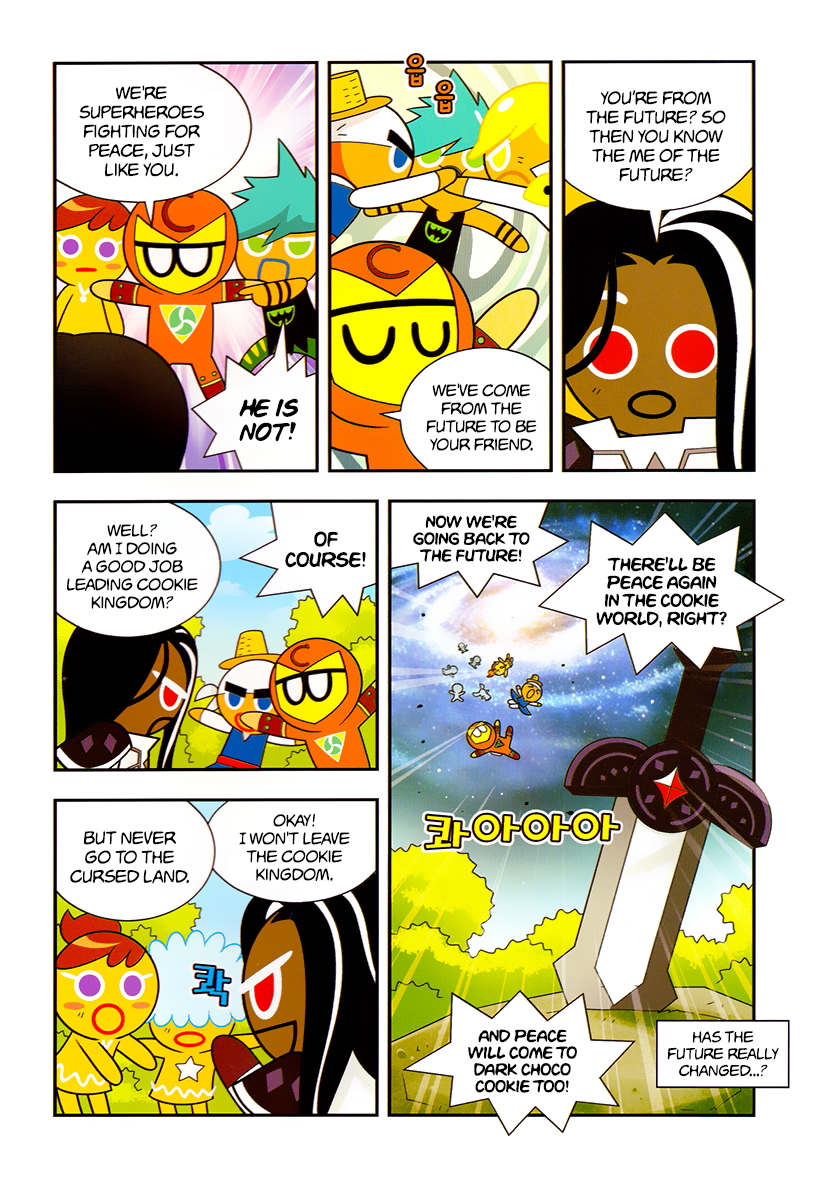 WE'RE
SUPERHEROES
FIGHTING FOR
PEACE, JUST
LIKE YOU.
C
HE IS
NOT!
읍
읍
C
WE'VE COME
FROM THE
FUTURE TO BE
YOUR FRIEND.
YOU'RE FROM
THE FUTURE? SO
THEN YOU KNOW
THE ME OF THE
FUTURE?
WELL?
AM I DOING
A GOOD JOB
LEADING COOKIE
KINGDOM?
OF
COURSE!
C
NOW WE'RE
GOING BACK TO
THE FUTURE!
THERE'LL BE
PEACE AGAIN
IN THE COOKIE
WORLD, RIGHT?
콰아아아
BUT NEVER
GO TO THE
CURSED LAND.
OKAY!
I WON'T LEAVE
THE COOKIE
KINGDOM.
콱
AND PEACE
WILL COME TO
DARK CHOCO
COOKIE TOO!
HAS THE
FUTURE REALLY
CHANGED...?